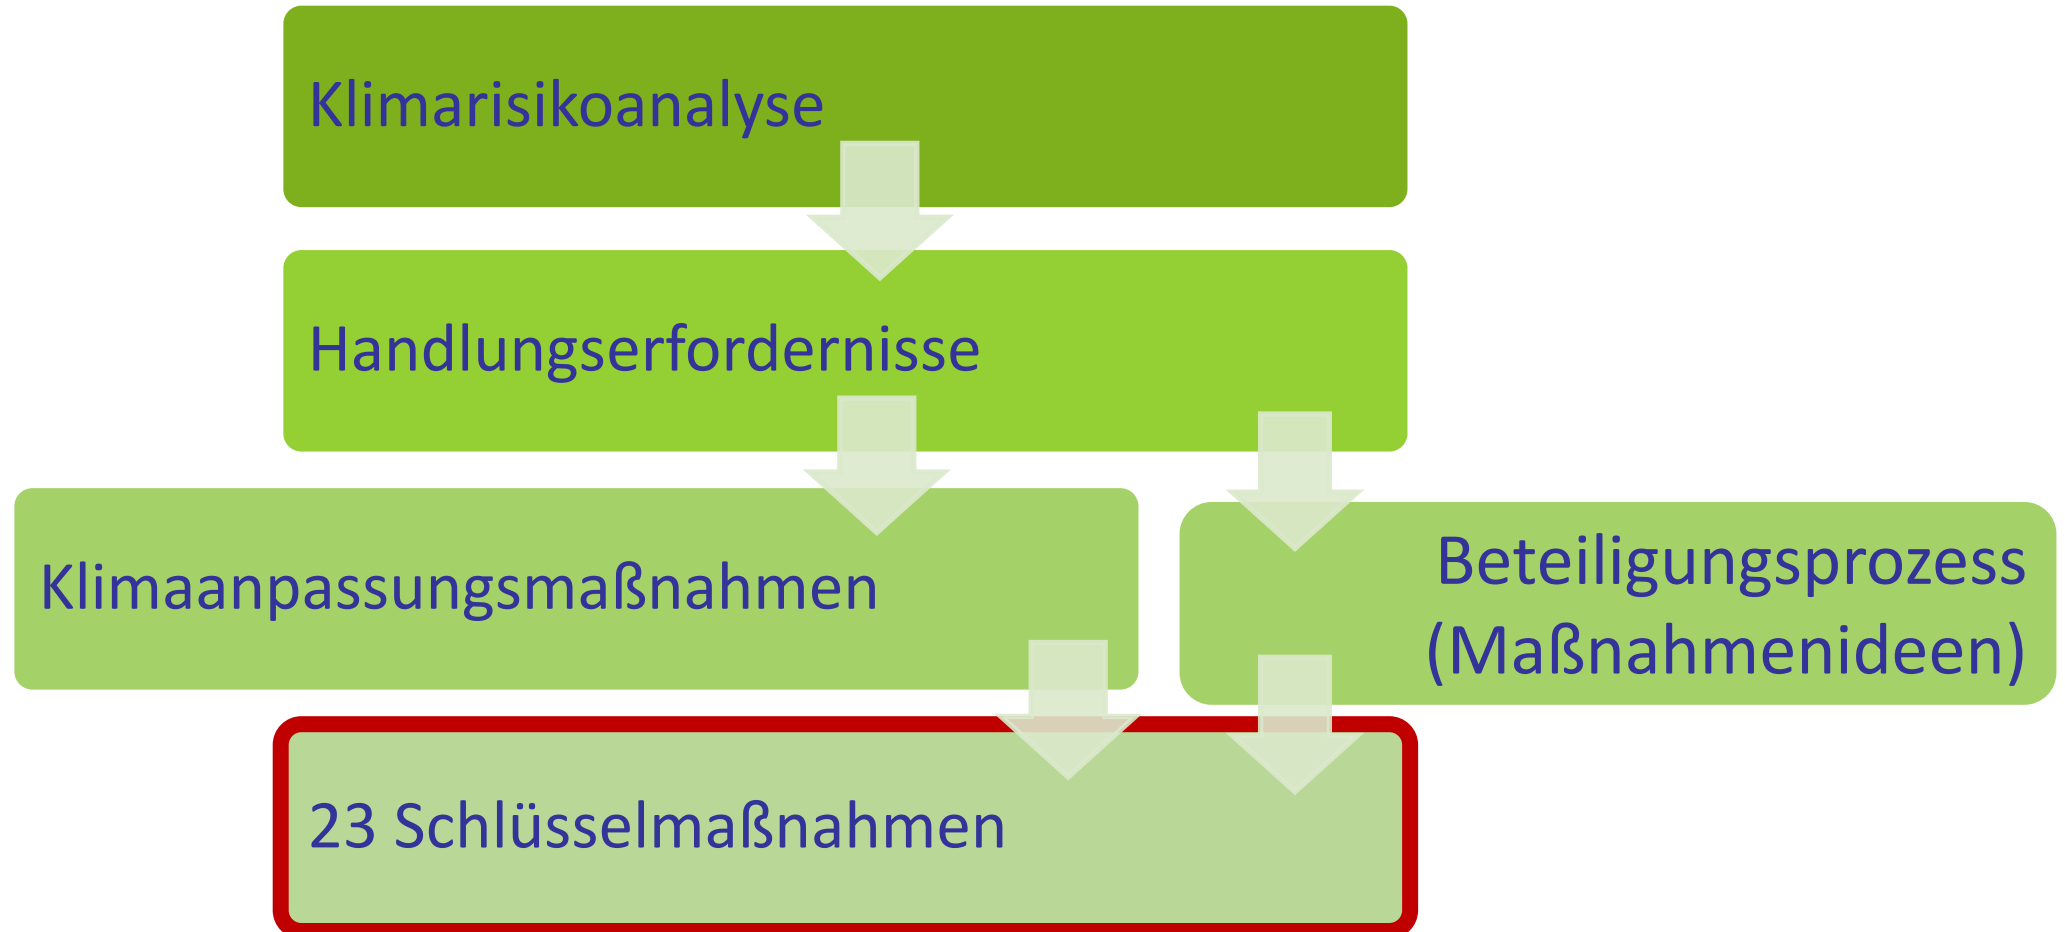 Klimarisikoanalyse
Handlungserfordernisse
Klimaanpassungsmaßnahmen
Beteiligungsprozess
(Maßnahmenideen)
23 Schlüsselmaßnahmen